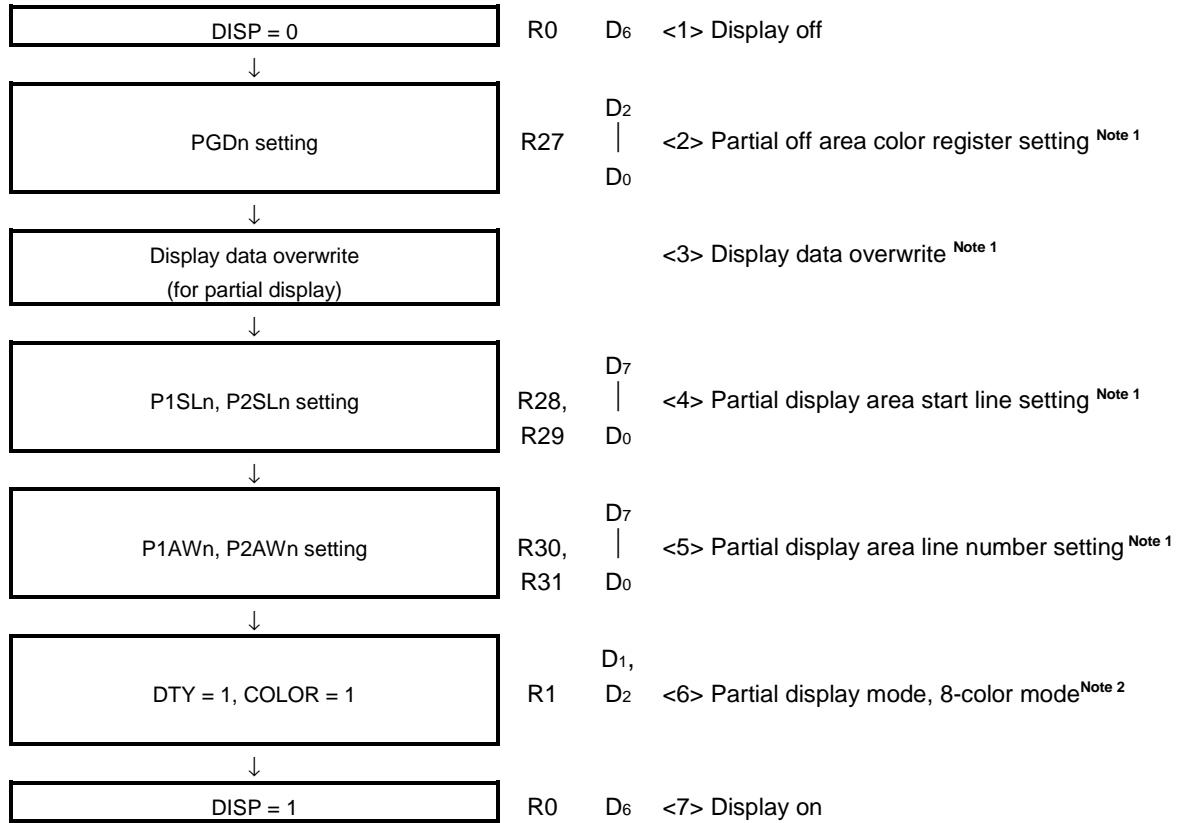 DISP = 0 R0 D6 <1> Display off
↓
D2
PGDn setting R27 | <2> Partial off area color register setting Note 1
D0
↓
Display data overwrite <3> Display data overwrite Note 1
(for partial display)
↓
D7
P1SLn, P2SLn setting R28, | <4> Partial display area start line setting Note 1
R29 D0
↓
D7
P1AWn, P2AWn setting R30, | <5> Partial display area line number setting Note 1
R31 D0
↓
D1,
DTY = 1, COLOR = 1 R1 D2 <6> Partial display mode, 8-color mode Note 2
↓
DISP = 1 R0 D6 <7> Display on